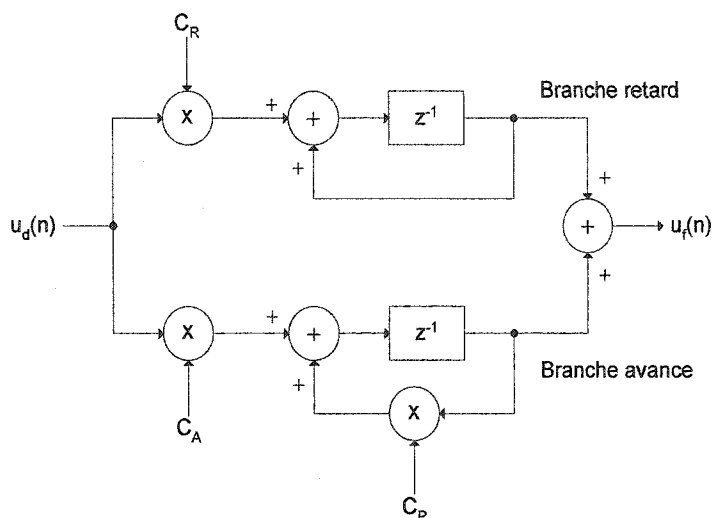 C_R
X
+
+
+
z⁻¹
Branche retard
+
u_d(n)
+
u_f(n)
+
X
+
+
+
z⁻¹
Branche avance
X
C_A
C_P